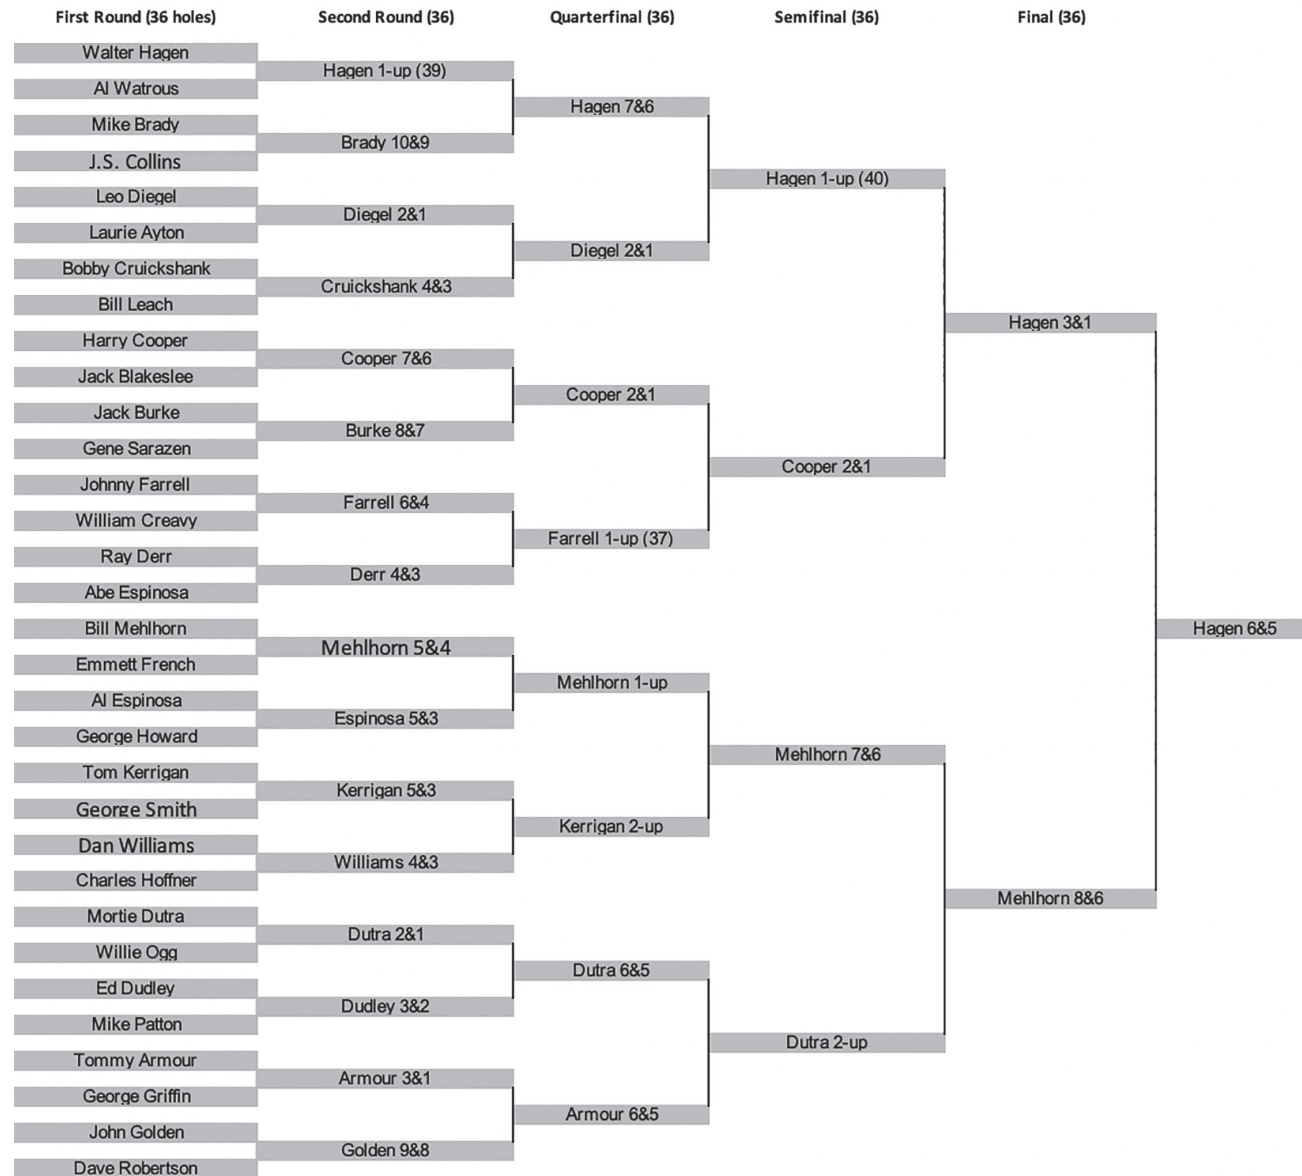 First Round (36 holes)
Second Round (36)
Quarterfinal (36)
Semifinal (36)
Final (36)
Walter Hagen
Al Watrous
Mike Brady
J.S. Collins
Leo Diegel
Laurie Ayton
Bobby Cruickshank
Bill Leach
Harry Cooper
Jack Blakeslee
Jack Burke
Gene Sarazen
Johnny Farrell
William Creavy
Ray Derr
Abe Espinosa
Bill Mehlhorn
Emmett French
Al Espinosa
George Howard
Tom Kerrigan
George Smith
Dan Williams
Charles Hoffner
Mortie Dutra
Willie Ogg
Ed Dudley
Mike Patton
Tommy Armour
George Griffin
John Golden
Dave Robertson
Hagen 1-up (39)
Brady 10&9
Diegel 2&1
Cruickshank 4&3
Cooper 7&6
Burke 8&7
Farrell 6&4
Derr 4&3
Mehlhorn 5&4
Espinosa 5&3
Kerrigan 5&3
Williams 4&3
Dutra 2&1
Dudley 3&2
Armour 3&1
Golden 9&8
Hagen 7&6
Diegel 2&1
Cooper 2&1
Farrell 1-up (37)
Mehlhorn 1-up
Kerrigan 2-up
Dutra 6&5
Armour 6&5
Hagen 1-up (40)
Cooper 2&1
Mehlhorn 7&6
Dutra 2-up
Hagen 3&1
Mehlhorn 8&6
Hagen 6&5